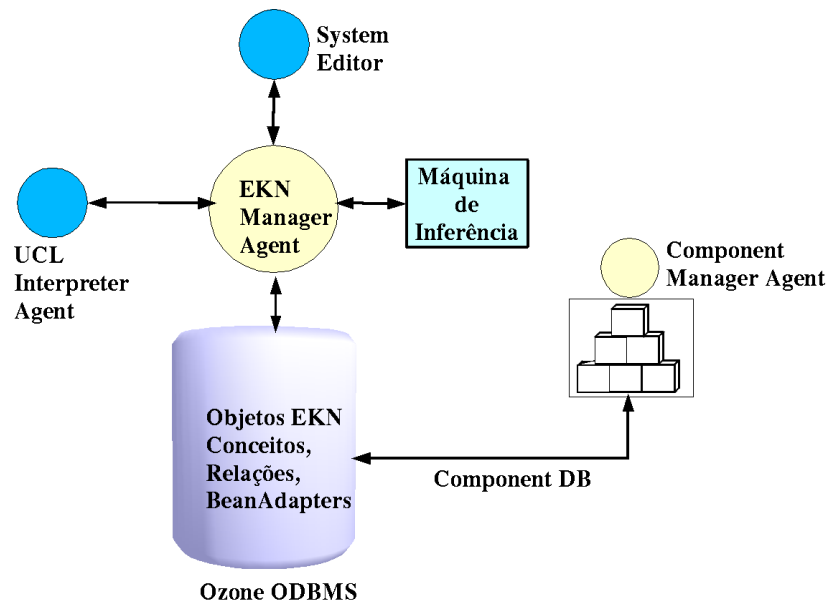 System
Editor
EKN
Manager
Agent
Máquina
de
Inferência
UCL
Interpreter
Agent
Component
Manager Agent
Objetos EKN
Conceitos,
Relações,
BeanAdapters
Component DB
Ozone ODBMS